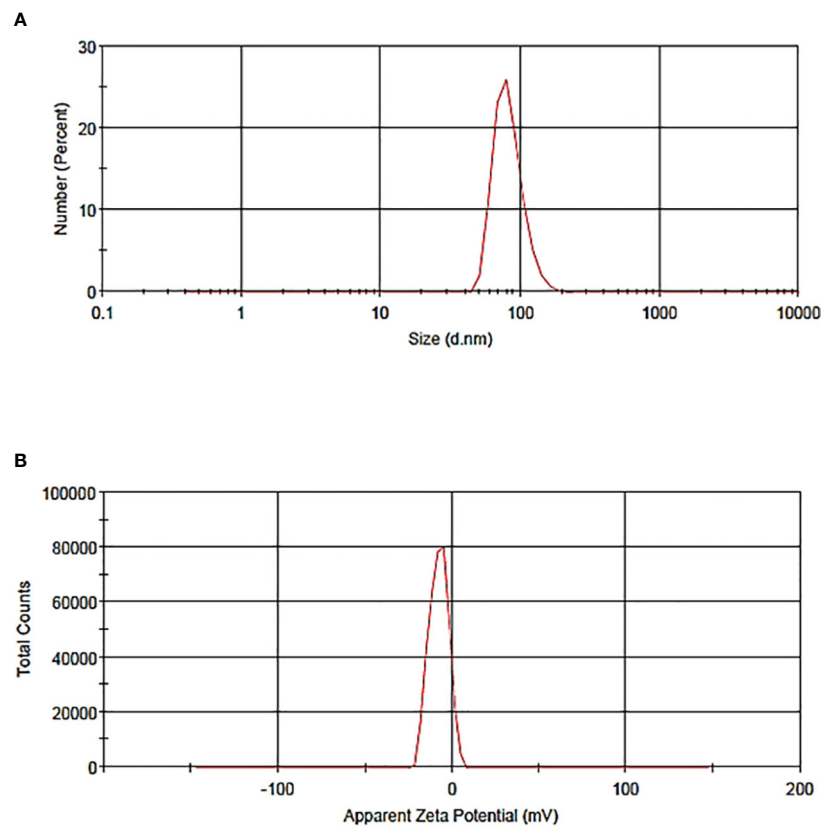 A
30
20
10
0
Number (Percent)
0.1 1 10 100 1000 10000
Size (d.nm)
B
100000
80000
60000
40000
20000
0
Total Counts
-100 0 100 200
Apparent Zeta Potential (mV)